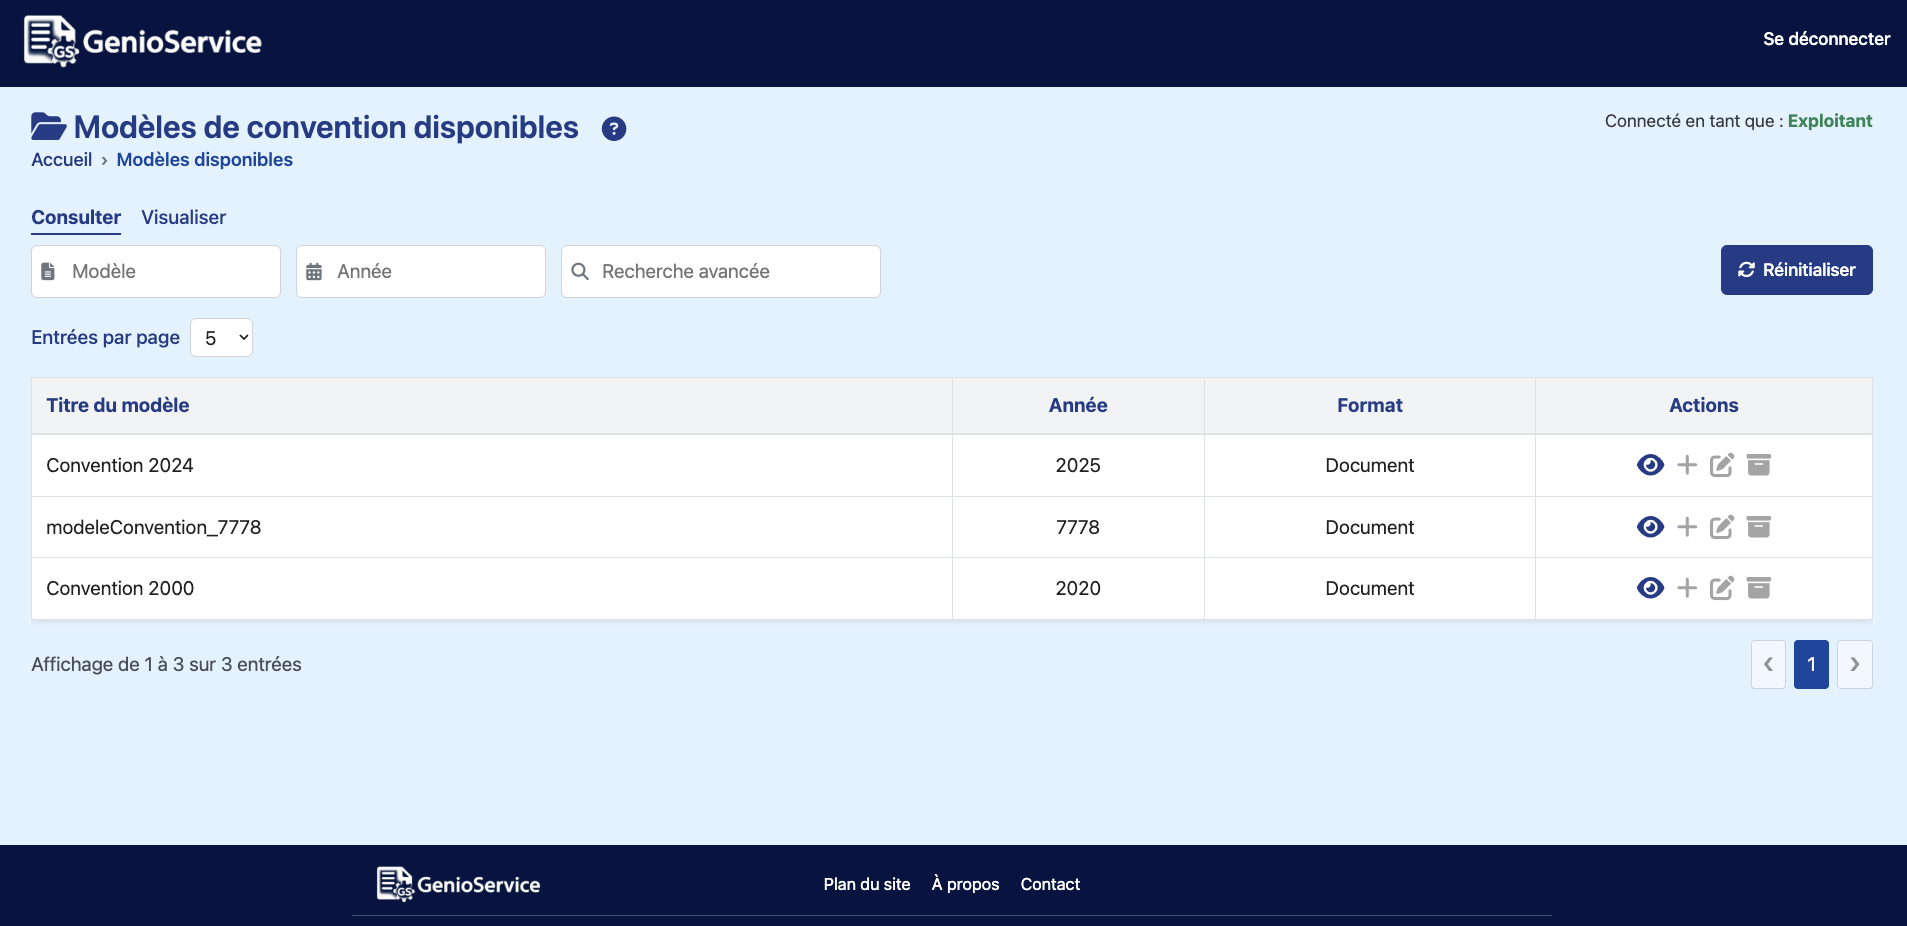 GS GenioService
Se déconnecter
Modèles de convention disponibles ?
Connecté en tant que : Exploitant
Accueil › Modèles disponibles
Consulter Visualiser
Modèle Année Recherche avancée Réinitialiser
Entrées par page 5
Titre du modèle Année Format Actions
Convention 2024 2025 Document
modeleConvention_7778 7778 Document
Convention 2000 2020 Document
Affichage de 1 à 3 sur 3 entrées ‹ 1 ›
GS GenioService Plan du site À propos Contact